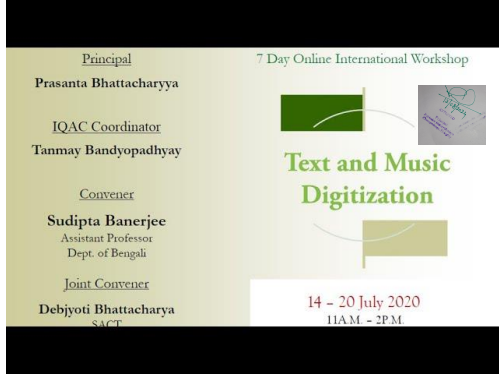 Principal
Prasanta Bhattacharyya
IQAC Coordinator
Tanmay Bandyopadhyay
Convener
Sudipta Banerjee
Assistant Professor
Dept. of Bengali
Joint Convener
Debjyoti Bhattacharya
SACT
7 Day Online International Workshop
Text and Music
Digitization
14 – 20 July 2020
11A.M. – 2P.M.